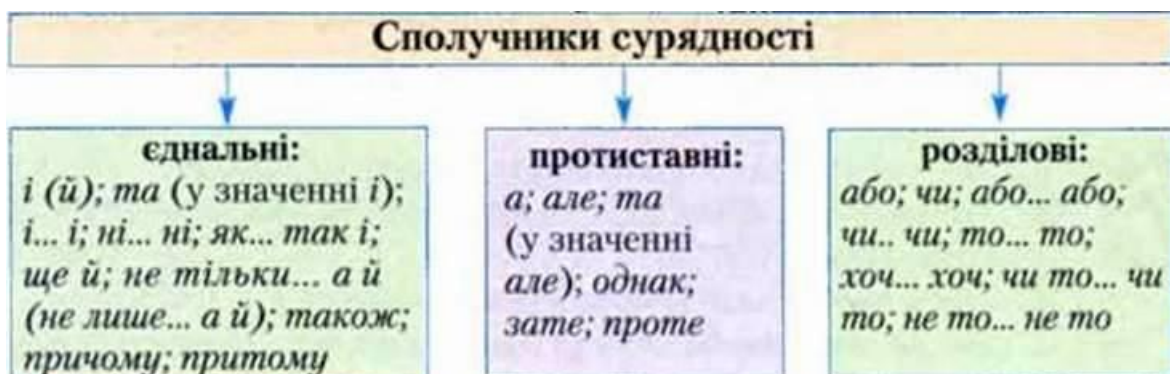 Сполучники сурядності
єднальні:
і (й); та (у значенні і);
і... і; ні... ні; як... так і;
ще й; не тільки... а й
(не лише... а й); також;
причому; притому
протиставні:
а; але; та
(у значенні
але); однак;
зате; проте
розділові:
або; чи; або... або;
чи.. чи; то... то;
хоч... хоч; чи то... чи
то; не то... не то